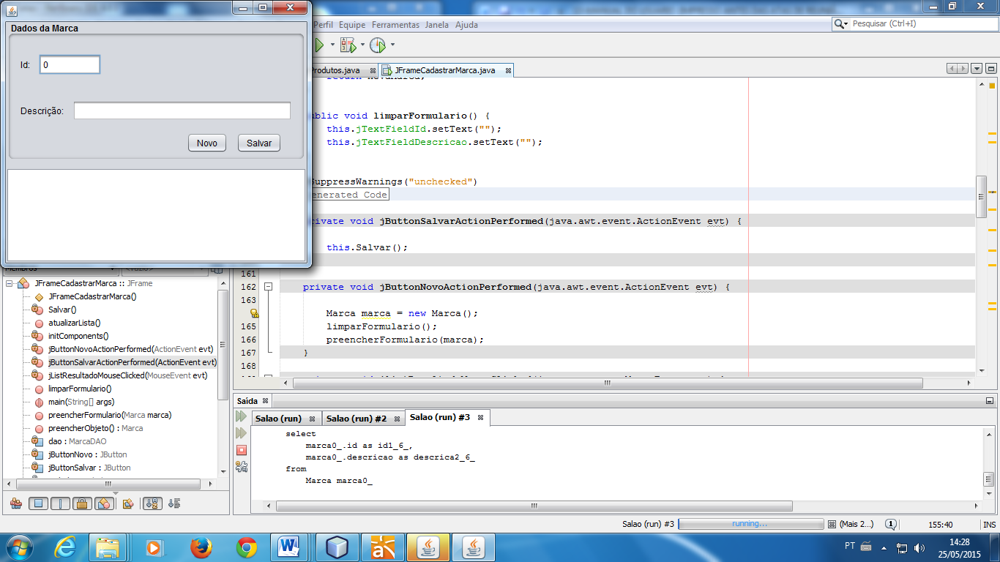 Dados da Marca
Id: 0
Descrição:
Novo Salvar
Perfil Equipe Ferramentas Janela Ajuda
Pesquisar (Ctrl+I)
Produtos.java JFrameCadastrarMarca.java
public void limparFormulario() {
this.jTextFieldId.setText("");
this.jTextFieldDescricao.setText("");
SuppressWarnings("unchecked")
Generated Code
private void jButtonSalvarActionPerformed(java.awt.event.ActionEvent evt) {
this.Salvar();
161
162 private void jButtonNovoActionPerformed(java.awt.event.ActionEvent evt) {
163
Marca marca = new Marca();
165 limparFormulario();
166 preencherFormulario(marca);
167 }
168
Membros <vazio>
JFrameCadastrarMarca :: JFrame
JFrameCadastrarMarca()
Salvar()
atualizarLista()
initComponents()
jButtonNovoActionPerformed(ActionEvent evt)
jButtonSalvarActionPerformed(ActionEvent evt)
jListResultadoMouseClicked(MouseEvent evt)
limparFormulario()
main(String[] args)
preencherFormulario(Marca marca)
preencherObjeto() : Marca
dao : MarcaDAO
jButtonNovo : JButton
jButtonSalvar : JButton
Saída
Salao (run) Salao (run) #2 Salao (run) #3
select
marca0_.id as id1_6_,
marca0_.descricao as descrica2_6_
from
Marca marca0_
Salao (run) #3 running... (Mais 2...) 1 155:40 INS
PT 14:28
25/05/2015